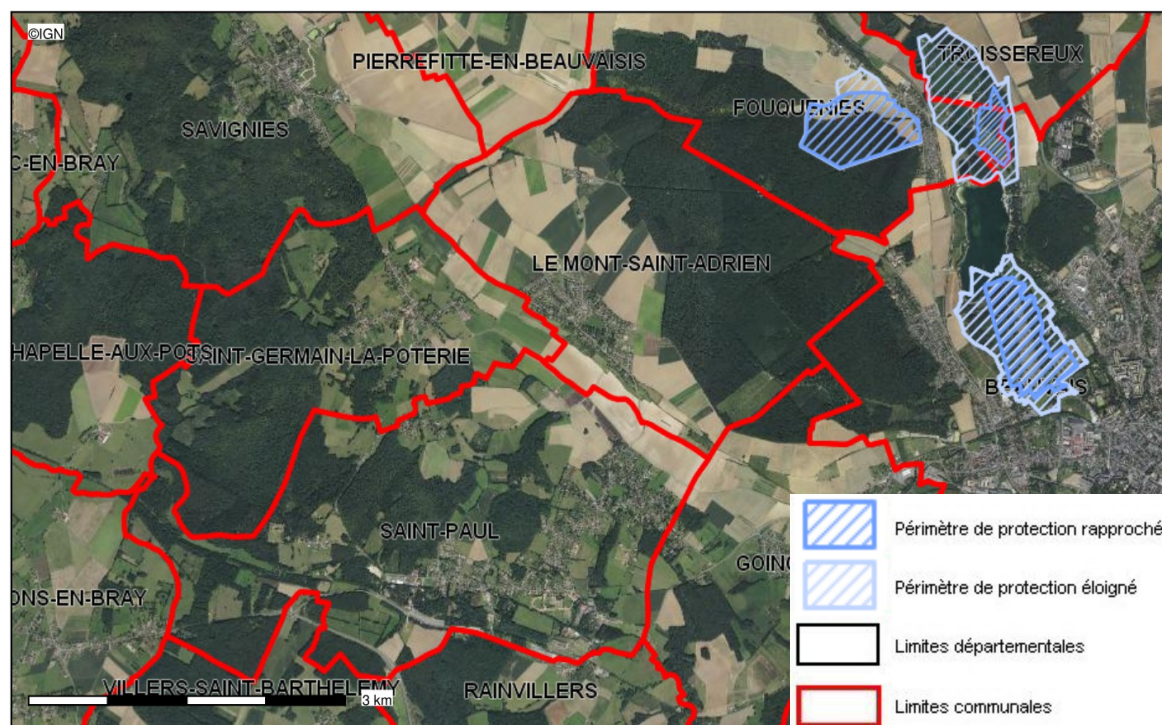 ©IGN
PIERREFITTE-EN-BEAUVAISIS
TROISSEREUX
FOUQUENIES
SAVIGNIES
C-EN-BRAY
LE MONT-SAINT-ADRIEN
HAPELLE-AUX-POTS
SAINT-GERMAIN-LA-POTERIE
SAINT-PAUL
GOINC
ONS-EN-BRAY
VILLERS-SAINT-BARTHELEMY
RAINVILLERS
3 km
Périmètre de protection rapproché
Périmètre de protection éloigné
Limites départementales
Limites communales